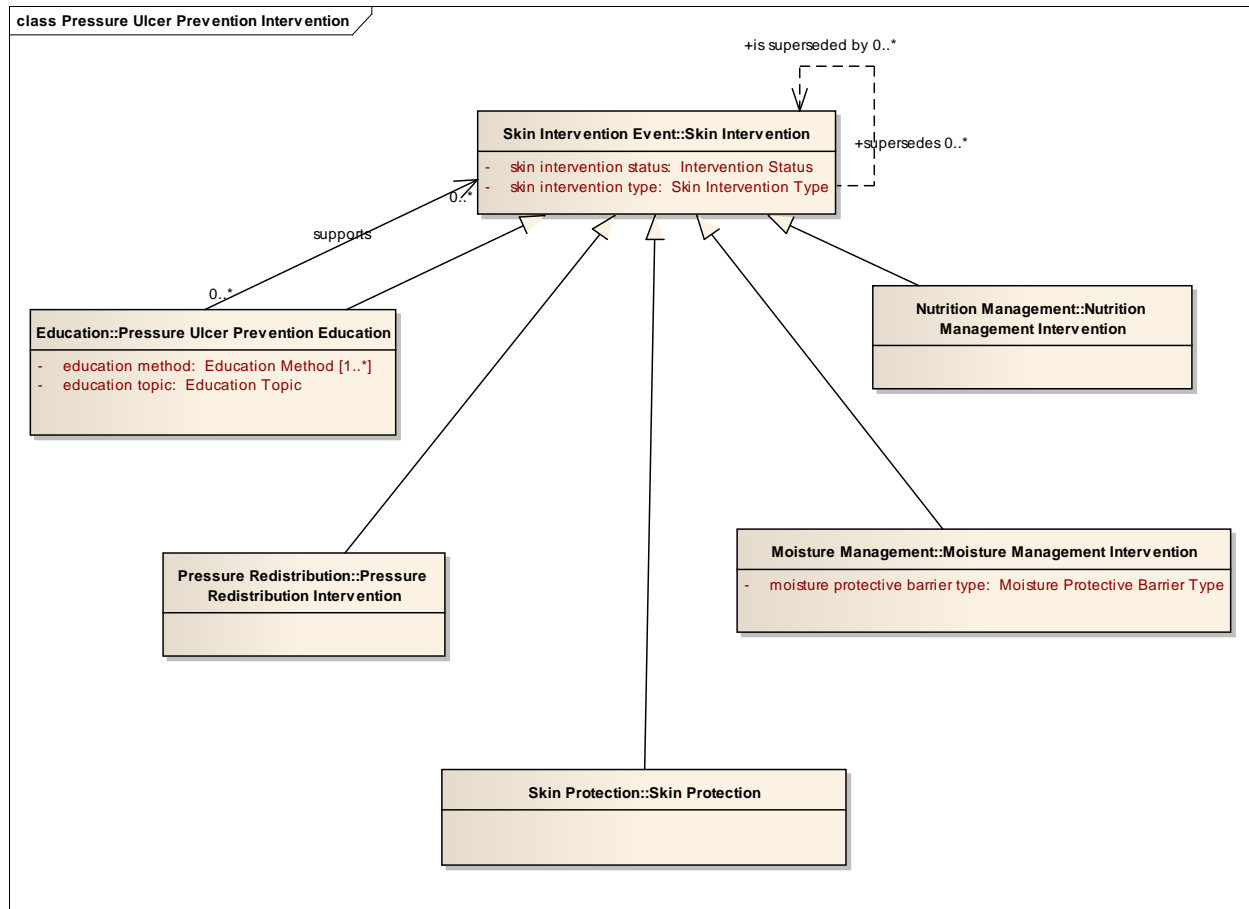 class Pressure Ulcer Prevention Intervention
+is superseded by 0..*
Skin Intervention Event::Skin Intervention
- skin intervention status: Intervention Status
- skin intervention type: Skin Intervention Type
+supersedes 0..*
0..*
supports
0..*
Education::Pressure Ulcer Prevention Education
- education method: Education Method [1..*]
- education topic: Education Topic
Nutrition Management::Nutrition
Management Intervention
Pressure Redistribution::Pressure
Redistribution Intervention
Moisture Management::Moisture Management Intervention
- moisture protective barrier type: Moisture Protective Barrier Type
Skin Protection::Skin Protection